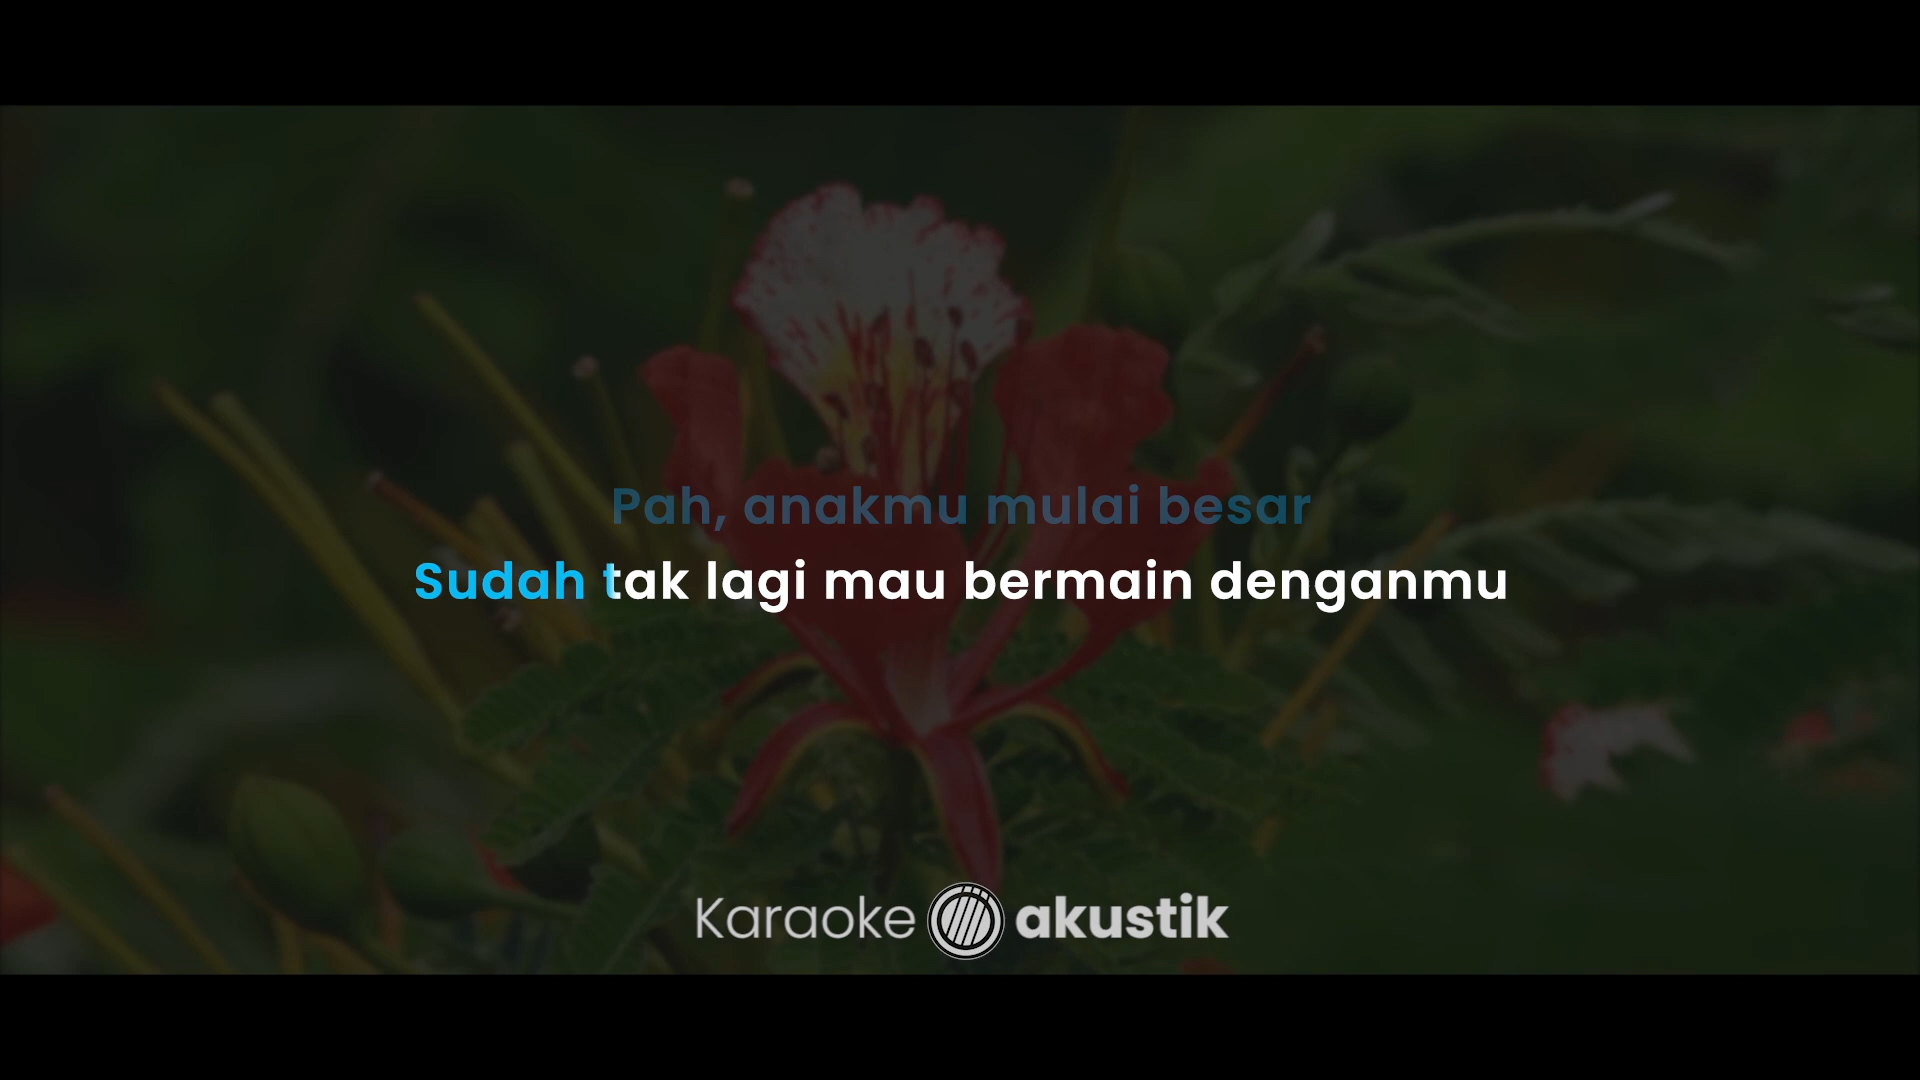 Pah, anakmu mulai besar
Sudah tak lagi mau bermain denganmu
Karaoke akustik